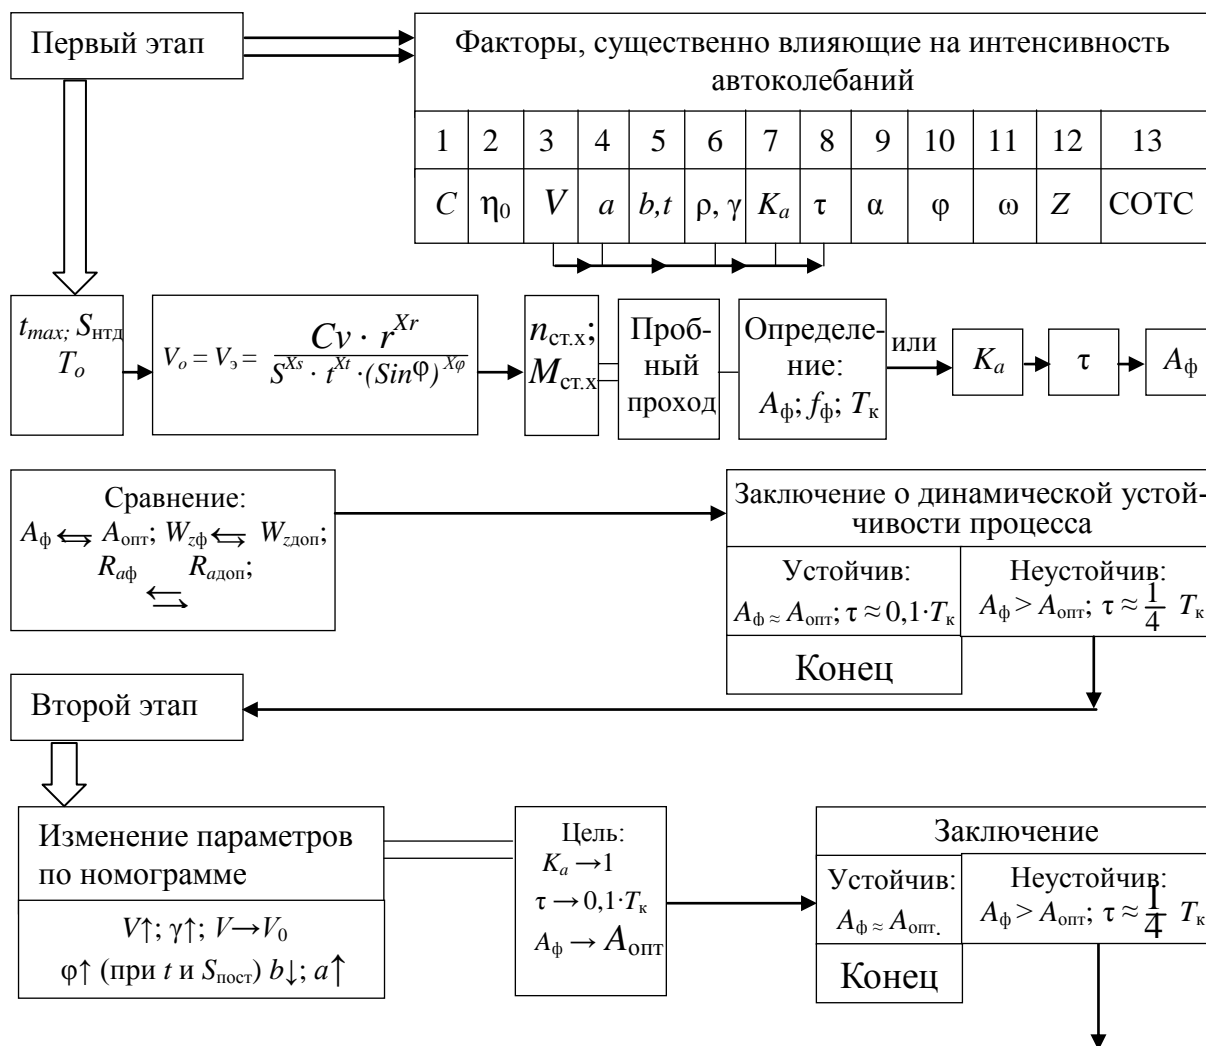 Первый этап
Факторы, существенно влияющие на интенсивность
автоколебаний
1 2 3 4 5 6 7 8 9 10 11 12 13
C η₀ V a b,t ρ, γ Kₐ τ α φ ω Z СОТС
t_max; S_нтд
T_o
V_o = V_э = Cv · r^Xr / S^Xs · t^Xt · (Sinφ)^Xφ
n_ст.х;
M_ст.х
Проб-
ный
проход
Определе-
ние:
A_ф; f_ф; T_к
или
Kₐ
τ
A_ф
Сравнение:
A_ф ⇆ A_опт; W_zф ⇆ W_zдоп;
R_aф R_aдоп;
⇆
Заключение о динамической устой-
чивости процесса
Устойчив:
A_ф ≈ A_опт; τ ≈ 0,1·T_к
Неустойчив:
A_ф > A_опт; τ ≈ 1/4 T_к
Конец
Второй этап
Изменение параметров
по номограмме
V↑; γ↑; V→V₀
φ↑ (при t и S_пост) b↓; a↑
Цель:
Kₐ →1
τ → 0,1·T_к
A_ф → A_опт
Заключение
Устойчив:
A_ф ≈ A_опт.
Неустойчив:
A_ф > A_опт; τ ≈ 1/4 T_к
Конец